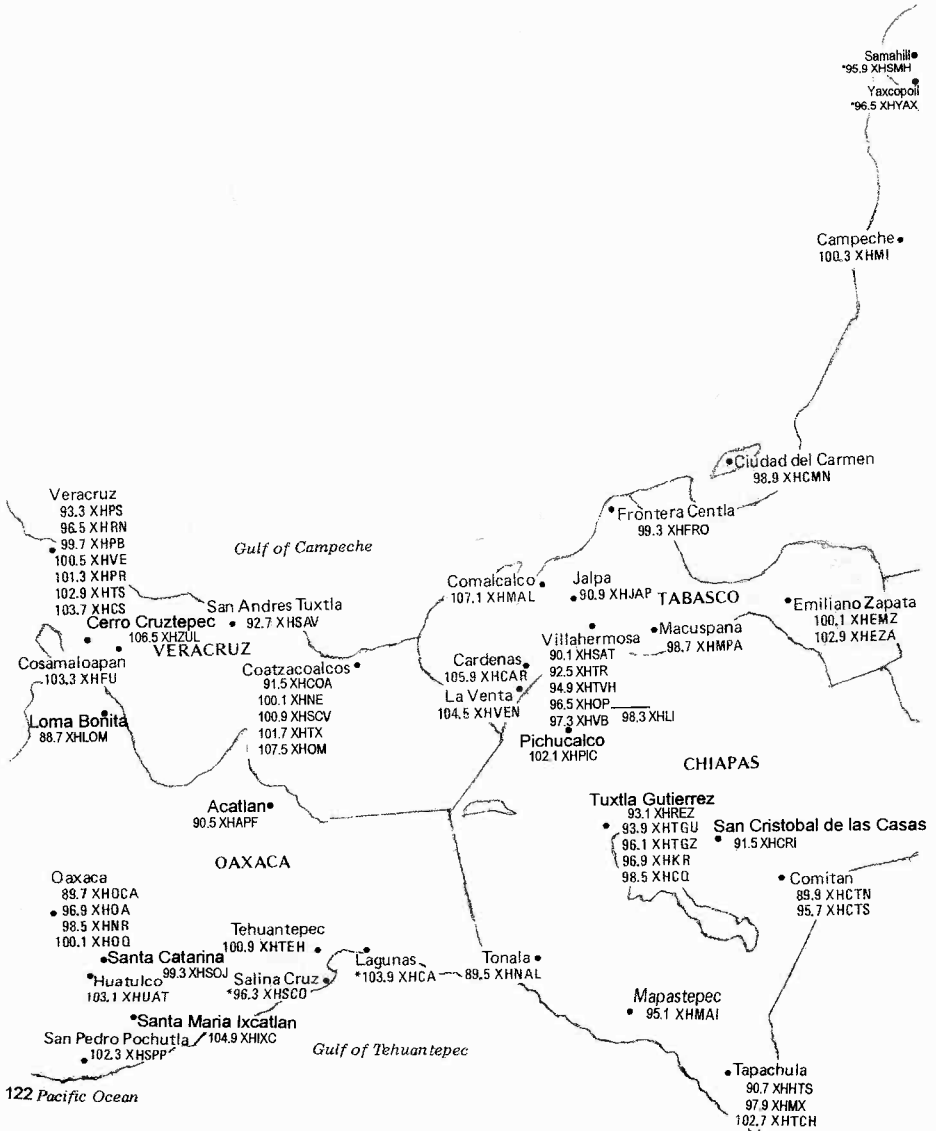 Samahill
*95.9 XHSMH
Yaxcopoil
*96.5 XHYAX
Campeche
100.3 XHMI
Ciudad del Carmen
98.9 XHCMN
Frontera Centla
99.3 XHFRO
Veracruz
93.3 XHPS
96.5 XHRN
99.7 XHPB
100.5 XHVE
101.3 XHPR
102.9 XHTS
103.7 XHCS
Gulf of Campeche
Cerro Cruztepec
106.5 XHZUL
VERACRUZ
San Andres Tuxtla
92.7 XHSAV
Comalcalco
107.1 XHMAL
Jalpa
90.9 XHJAP
TABASCO
Emiliano Zapata
100.1 XHEMZ
102.9 XHEZA
Macuspana
98.7 XHMPA
Villahermosa
90.1 XHSAT
92.5 XHTR
94.9 XHTVH
96.5 XHOP
97.3 XHVB
98.3 XHLI
Cosamaloapan
103.3 XHFU
Coatzacoalcos
91.5 XHCOA
100.1 XHNE
100.9 XHSCV
101.7 XHTX
107.5 XHOM
Cardenas
105.9 XHCAR
La Venta
104.5 XHVEN
Loma Bonita
88.7 XHLOM
Pichucalco
102.1 XHPIC
CHIAPAS
Acatlan
90.5 XHAPF
Tuxtla Gutierrez
93.1 XHREZ
93.9 XHTGU
96.1 XHTGZ
96.9 XHKR
98.5 XHCQ
San Cristobal de las Casas
91.5 XHCRI
OAXACA
Oaxaca
89.7 XHOCA
96.9 XHOA
98.5 XHNR
100.1 XHOQ
Comitan
89.9 XHCTN
95.7 XHCTS
Tehuantepec
100.9 XHTEH
Santa Catarina
99.3 XHSOJ
Lagunas
*103.9 XHCA
Tonala
89.5 XHNAL
Huatulco
103.1 XHUAT
Salina Cruz
*96.3 XHSCO
Mapastepec
95.1 XHMAI
Santa Maria Ixcatlan
104.9 XHIXC
San Pedro Pochutla
102.3 XHSPP
Gulf of Tehuantepec
Tapachula
90.7 XHHTS
97.9 XHMX
102.7 XHTCH
122 Pacific Ocean